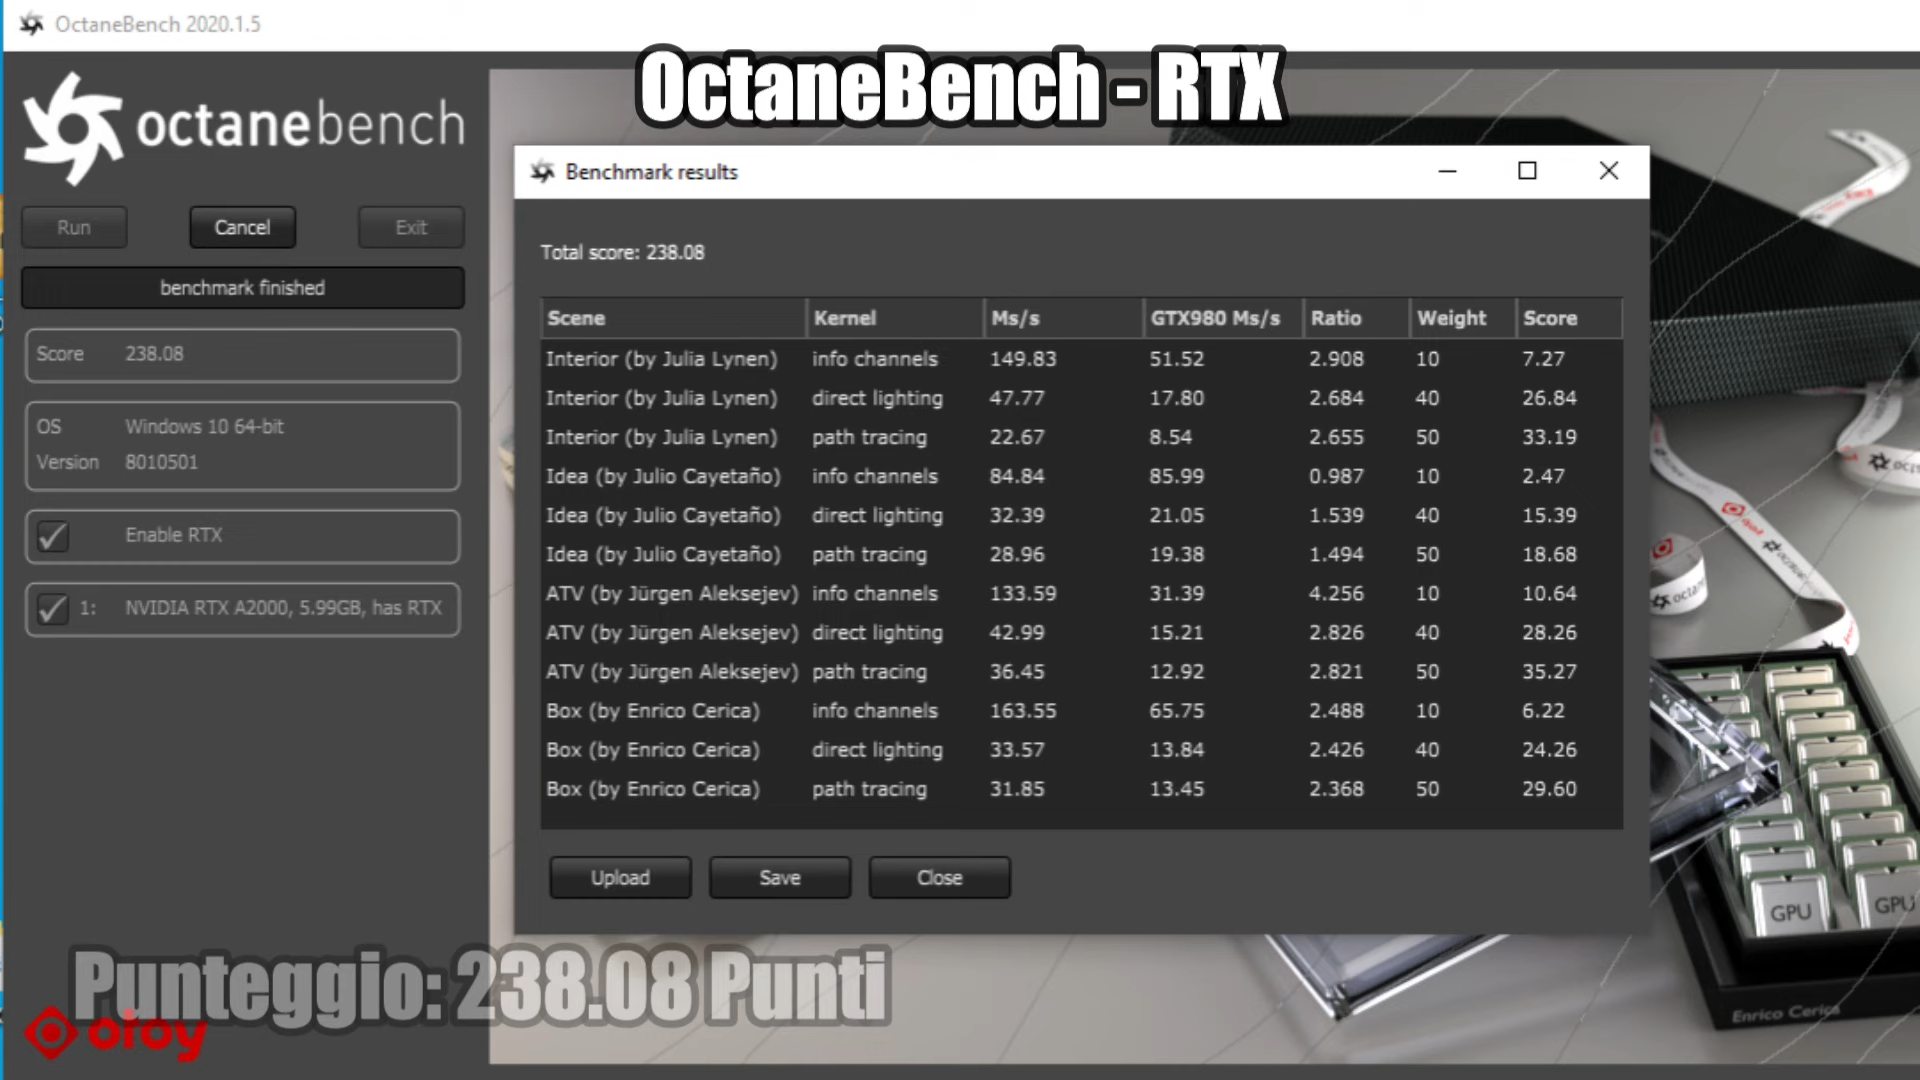 OctaneBench 2020.1.5
OctaneBench - RTX
octanebench
Run Cancel Exit
benchmark finished
Score 238.08
OS Windows 10 64-bit
Version 8010501
Enable RTX
1: NVIDIA RTX A2000, 5.99GB, has RTX
Benchmark results
Total score: 238.08
Scene Kernel Ms/s GTX980 Ms/s Ratio Weight Score
Interior (by Julia Lynen) info channels 149.83 51.52 2.908 10 7.27
Interior (by Julia Lynen) direct lighting 47.77 17.80 2.684 40 26.84
Interior (by Julia Lynen) path tracing 22.67 8.54 2.655 50 33.19
Idea (by Julio Cayetaño) info channels 84.84 85.99 0.987 10 2.47
Idea (by Julio Cayetaño) direct lighting 32.39 21.05 1.539 40 15.39
Idea (by Julio Cayetaño) path tracing 28.96 19.38 1.494 50 18.68
ATV (by Jürgen Aleksejev) info channels 133.59 31.39 4.256 10 10.64
ATV (by Jürgen Aleksejev) direct lighting 42.99 15.21 2.826 40 28.26
ATV (by Jürgen Aleksejev) path tracing 36.45 12.92 2.821 50 35.27
Box (by Enrico Cerica) info channels 163.55 65.75 2.488 10 6.22
Box (by Enrico Cerica) direct lighting 33.57 13.84 2.426 40 24.26
Box (by Enrico Cerica) path tracing 31.85 13.45 2.368 50 29.60
Upload Save Close
GPU GPU
Enrico Cerica
Punteggio: 238.08 Punti
otoy